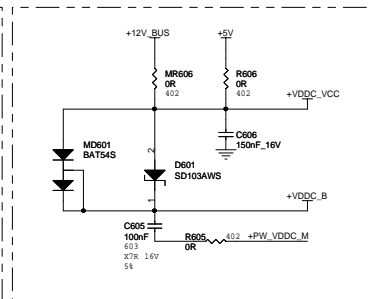 +12V_BUS +5V
MR606
0R
402
R606
0R
402
+VDDC_VCC
C606
150nF_16V
MD601
BAT54S
2
D601
SD103AWS
1
+VDDC_B
C605
100nF
603
X7R 16V
5%
R605
0R
402
+PW_VDDC_M